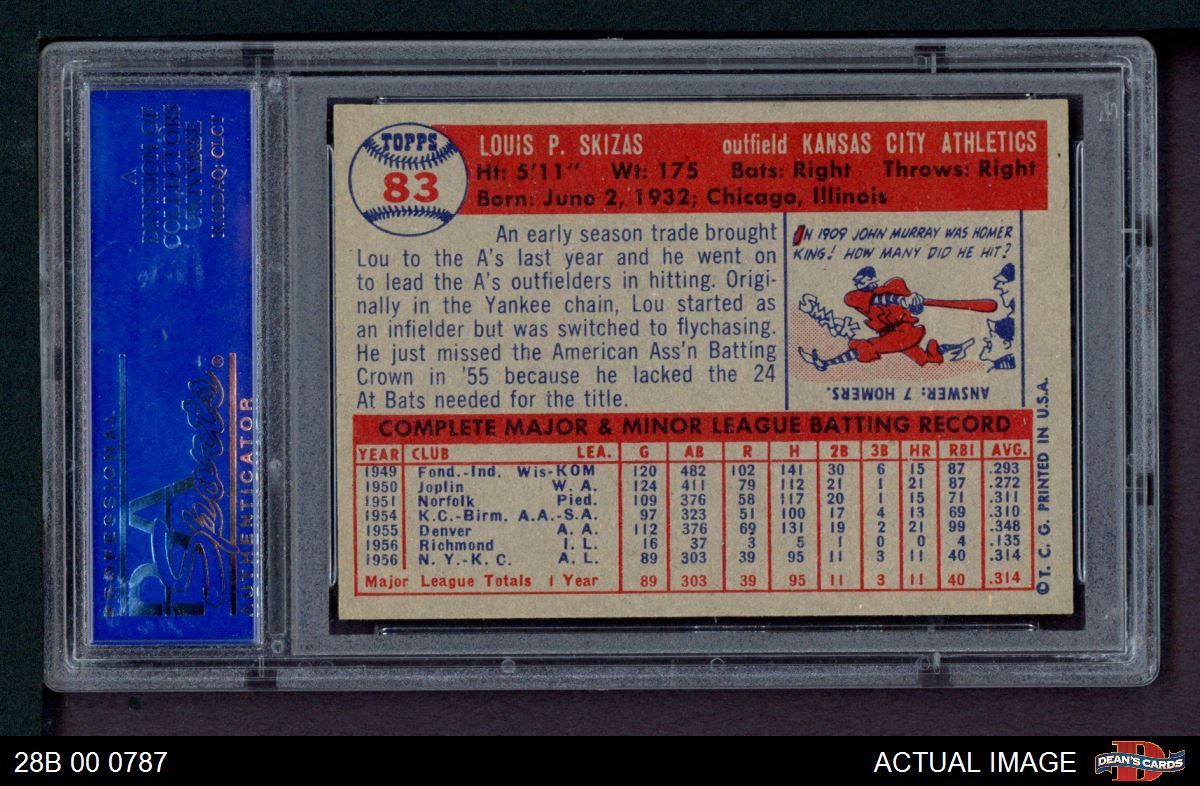 A
DIVISION OF
COLLECTORS
UNIVERSE
NASDAQ: CLCT
PROFESSIONAL
PSA
Sports ®
AUTHENTICATOR
TOPPS
83
LOUIS P. SKIZAS outfield KANSAS CITY ATHLETICS
Ht: 5'11" Wt: 175 Bats: Right Throws: Right
Born: June 2, 1932; Chicago, Illinois
An early season trade brought
Lou to the A's last year and he went on
to lead the A's outfielders in hitting. Origi-
nally in the Yankee chain, Lou started as
an infielder but was switched to flychasing.
He just missed the American Ass'n Batting
Crown in '55 because he lacked the 24
At Bats needed for the title.
IN 1909 JOHN MURRAY WAS HOMER
KING! HOW MANY DID HE HIT?
SMACK
ANSWER: 7 HOMERS.
COMPLETE MAJOR & MINOR LEAGUE BATTING RECORD
YEAR CLUB LEA. G AB R H 2B 3B HR RBI AVG.
1949 Fond.-Ind. Wis-KOM 120 482 102 141 30 6 15 87 .293
1950 Joplin W. A. 124 411 79 112 21 1 21 87 .272
1951 Norfolk Pied. 109 376 58 117 20 1 15 71 .311
1954 K.C.-Birm. A.A.-S.A. 97 323 51 100 17 4 13 69 .310
1955 Denver A. A. 112 376 69 131 19 2 21 99 .348
1956 Richmond I. L. 16 37 3 5 1 0 0 4 .135
1956 N. Y.-K. C. A. L. 89 303 39 95 11 3 11 40 .314
Major League Totals 1 Year 89 303 39 95 11 3 11 40 .314
© T. C. G. PRINTED IN U.S.A.
28B 00 0787
ACTUAL IMAGE
DEAN'S CARDS